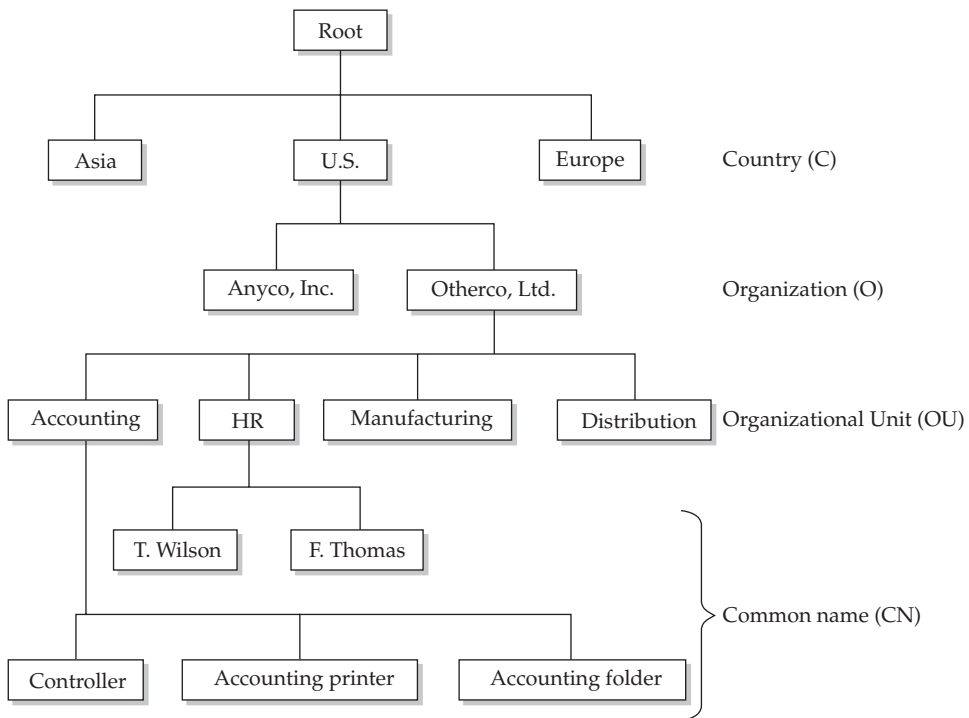 Root
Asia
U.S.
Europe
Country (C)
Anyco, Inc.
Otherco, Ltd.
Organization (O)
Accounting
HR
Manufacturing
Distribution
Organizational Unit (OU)
T. Wilson
F. Thomas
Common name (CN)
Controller
Accounting printer
Accounting folder